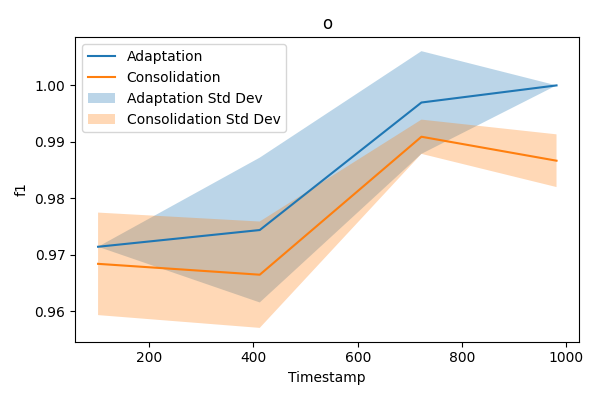 o
Adaptation
Consolidation
Adaptation Std Dev
Consolidation Std Dev
1.00
0.99
0.98
0.97
0.96
f1
200 400 600 800 1000
Timestamp